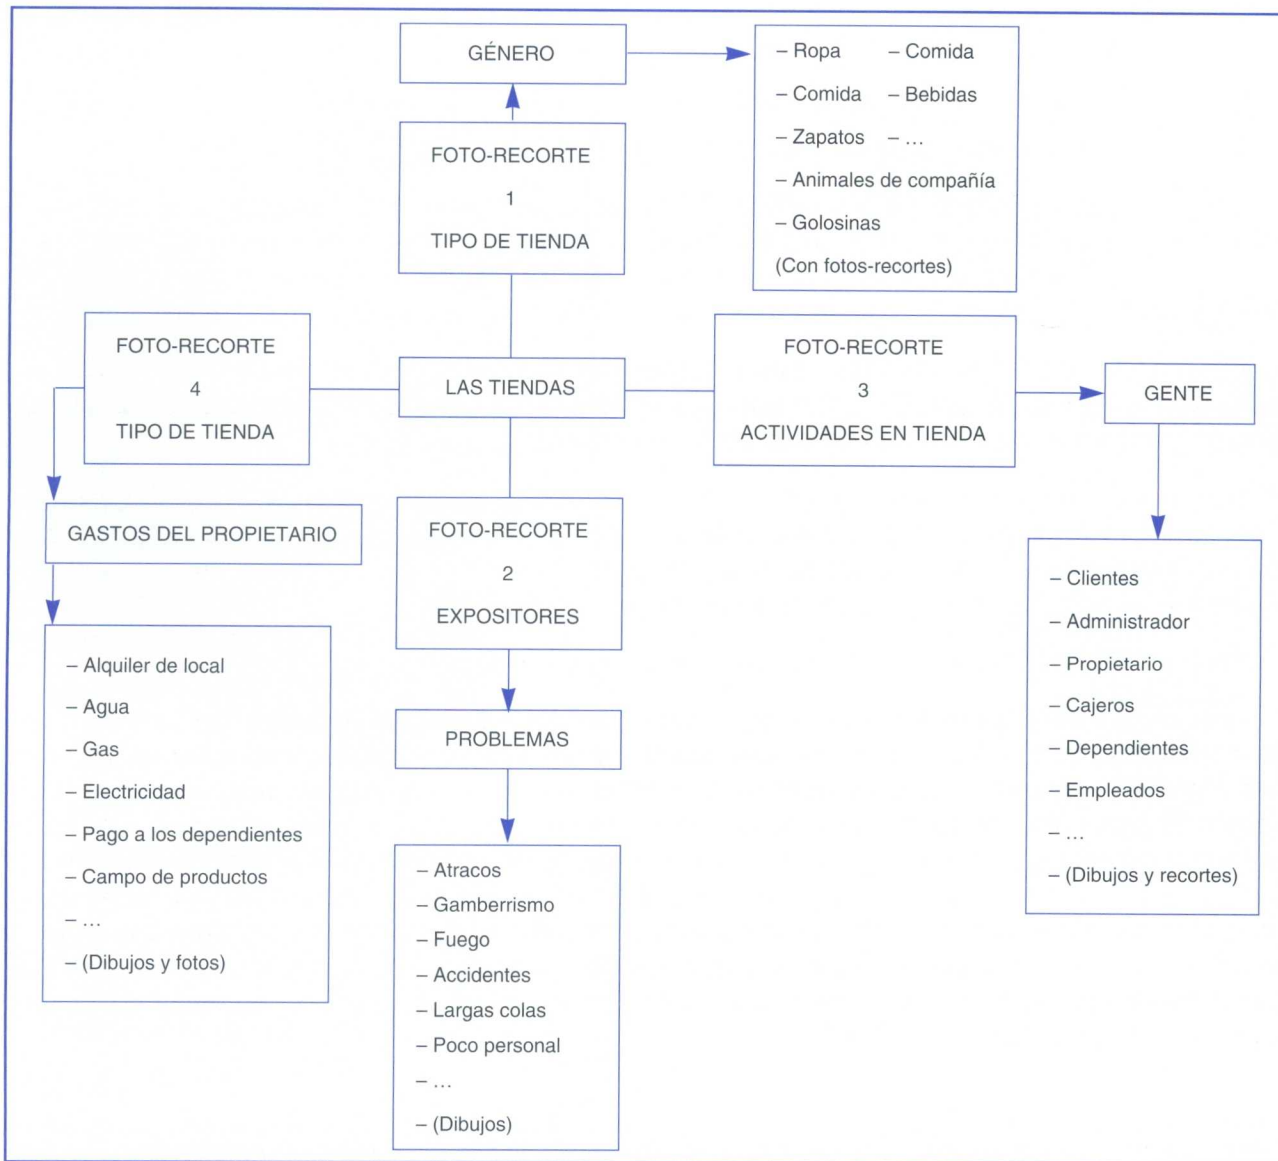 GÉNERO
– Ropa – Comida
– Comida – Bebidas
– Zapatos – ...
– Animales de compañía
– Golosinas
(Con fotos-recortes)
FOTO-RECORTE
1
TIPO DE TIENDA
FOTO-RECORTE
4
TIPO DE TIENDA
LAS TIENDAS
FOTO-RECORTE
3
ACTIVIDADES EN TIENDA
GENTE
GASTOS DEL PROPIETARIO
– Alquiler de local
– Agua
– Gas
– Electricidad
– Pago a los dependientes
– Campo de productos
– ...
– (Dibujos y fotos)
FOTO-RECORTE
2
EXPOSITORES
PROBLEMAS
– Atracos
– Gamberrismo
– Fuego
– Accidentes
– Largas colas
– Poco personal
– ...
– (Dibujos)
– Clientes
– Administrador
– Propietario
– Cajeros
– Dependientes
– Empleados
– ...
– (Dibujos y recortes)